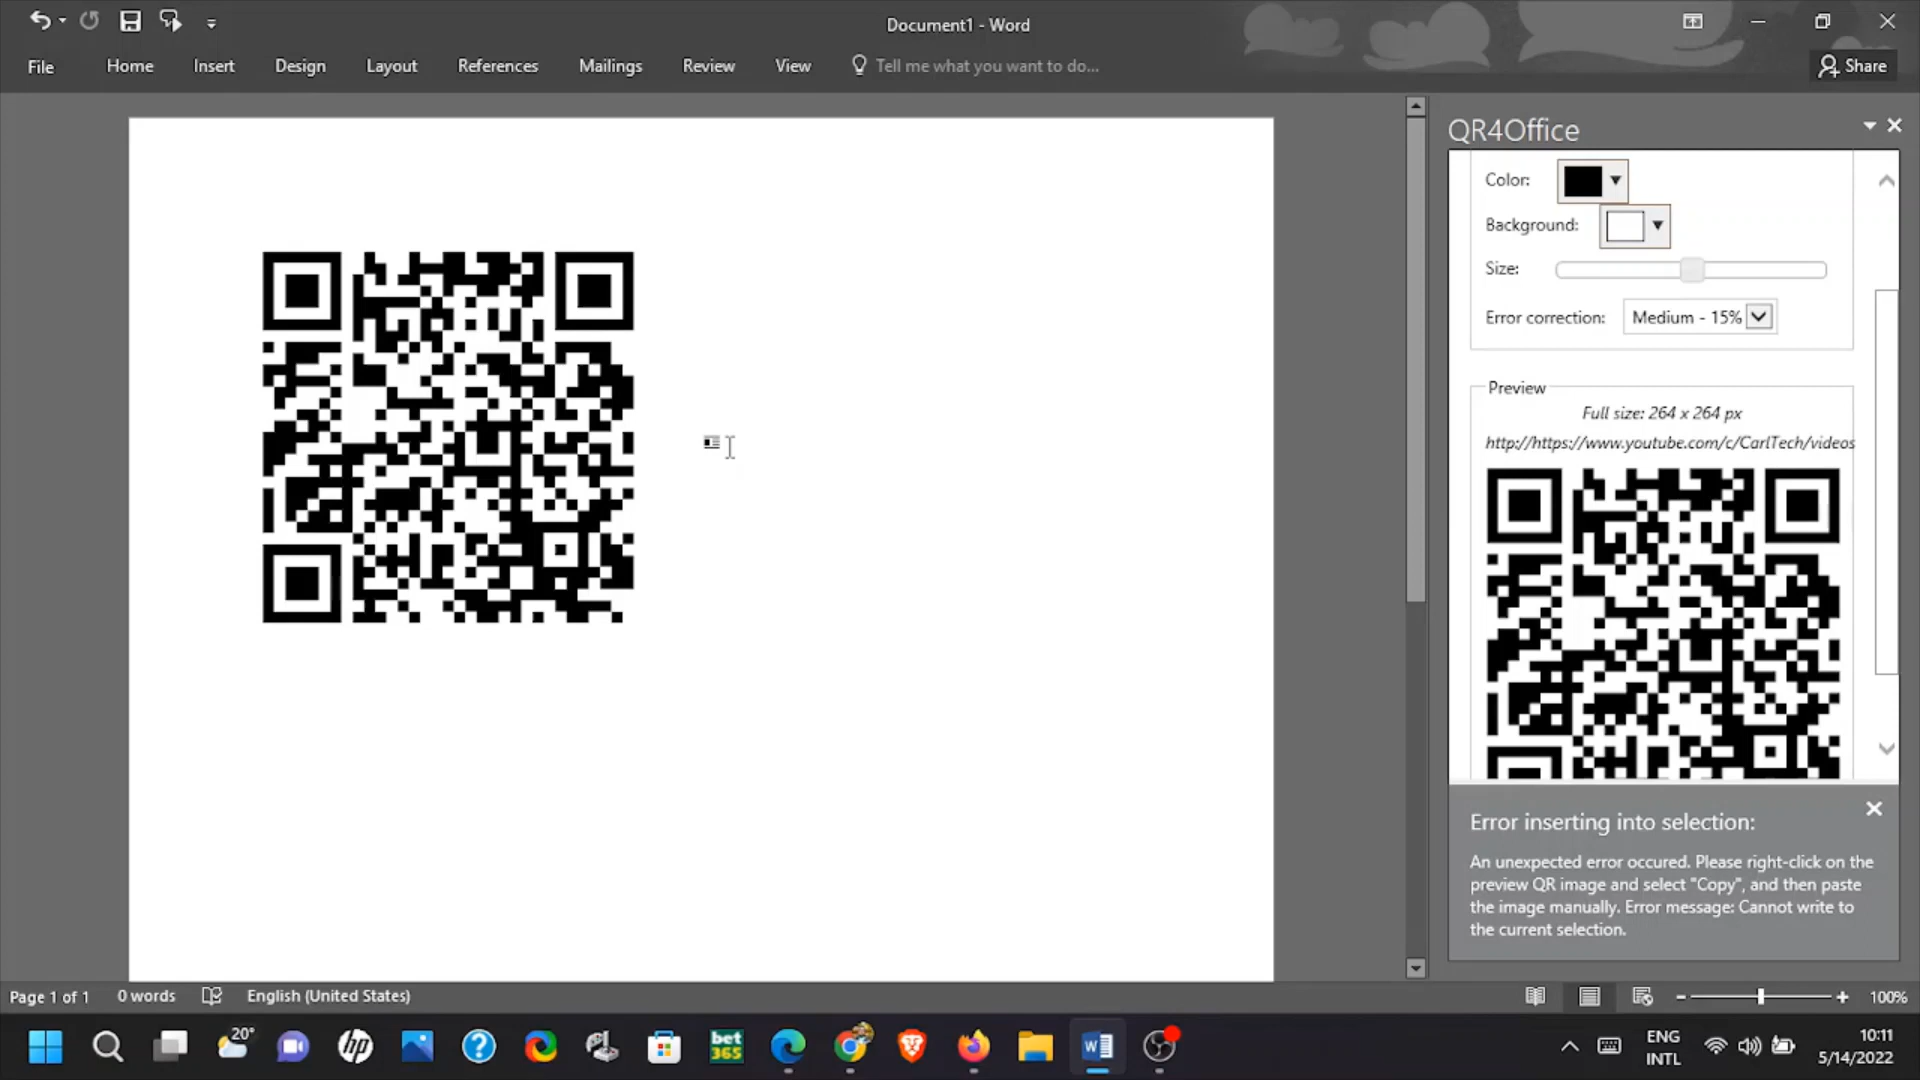 Document1 - Word
File Home Insert Design Layout References Mailings Review View Tell me what you want to do... Share
QR4Office
Color:
Background:
Size:
Error correction: Medium - 15%
Preview
Full size: 264 x 264 px
http://https://www.youtube.com/c/CarlTech/videos
Error inserting into selection:
An unexpected error occured. Please right-click on the
preview QR image and select "Copy", and then paste
the image manually. Error message: Cannot write to
the current selection.
Page 1 of 1 0 words English (United States) 100%
20°
hp
bet
365
ENG
INTL
10:11
5/14/2022